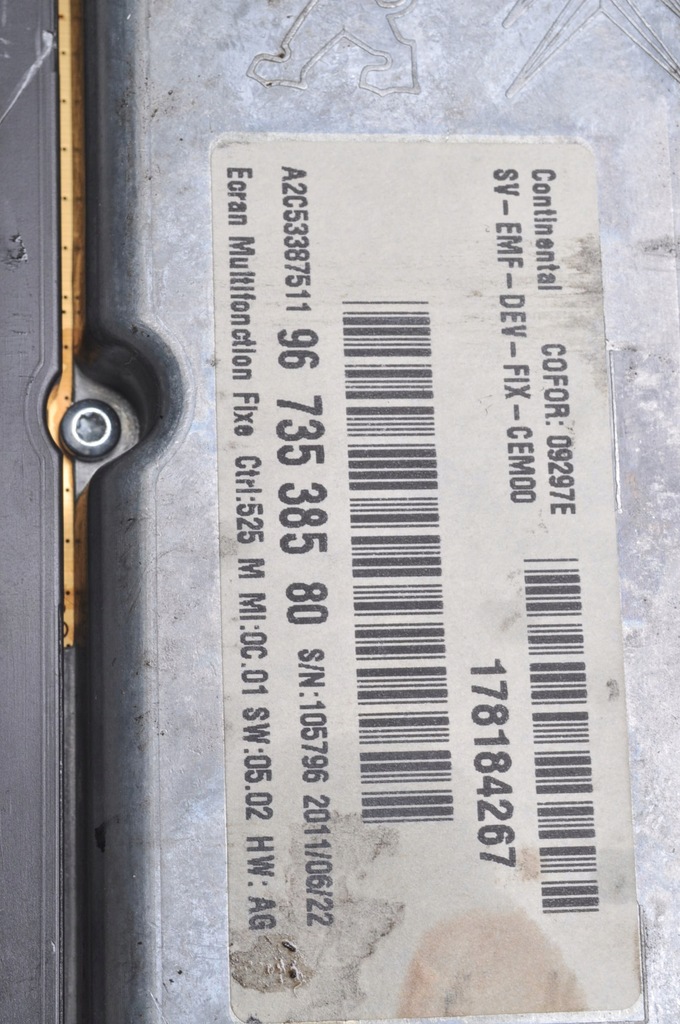 Continental COFOR: 09297E
SV-EMF-DEV-FIX-CEM00
178184267
A2C53387511 96 735 385 80 S/N:105796 2011/06/22
Ecran Multifonction Fixe Ctrl:525 M MI:0C.01 SW:05.02 HW: AG